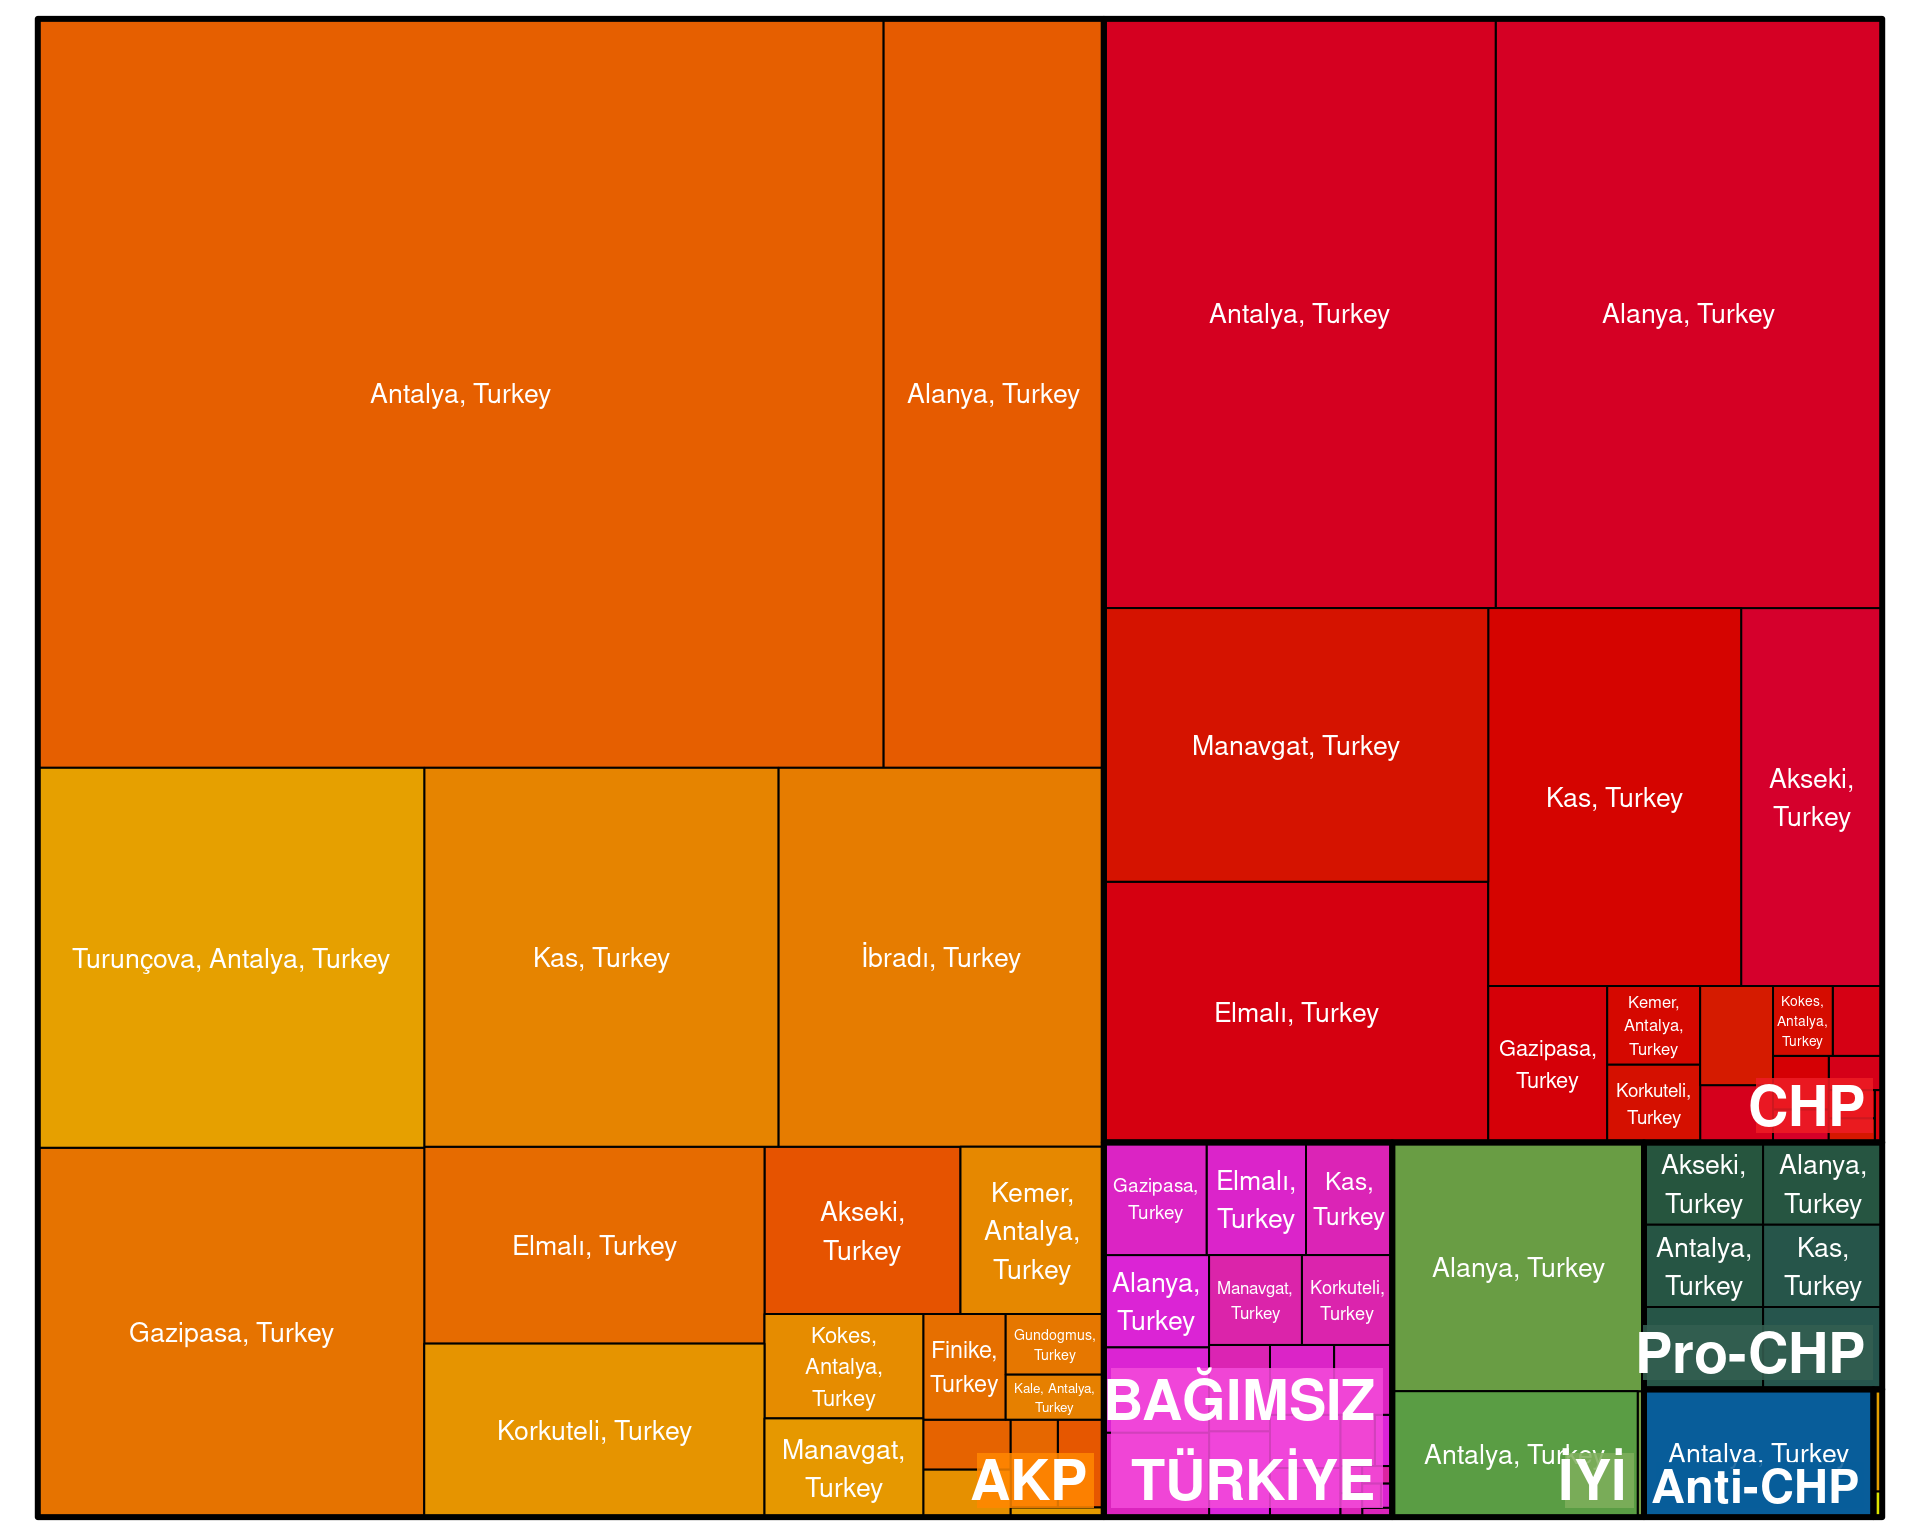 Antalya, Turkey
Alanya, Turkey
Turunçova, Antalya, Turkey
Kas, Turkey
İbradı, Turkey
Gazipasa, Turkey
Elmalı, Turkey
Korkuteli, Turkey
Akseki,
Turkey
Kemer,
Antalya,
Turkey
Kokes,
Antalya,
Turkey
Manavgat,
Turkey
Finike,
Turkey
Gundogmus,
Turkey
Kale, Antalya,
Turkey
AKP
Antalya, Turkey
Alanya, Turkey
Manavgat, Turkey
Kas, Turkey
Akseki,
Turkey
Elmalı, Turkey
Gazipasa,
Turkey
Kemer,
Antalya,
Turkey
Korkuteli,
Turkey
Kokes,
Antalya,
Turkey
CHP
Gazipasa,
Turkey
Elmalı,
Turkey
Kas,
Turkey
Alanya,
Turkey
Manavgat,
Turkey
Korkuteli,
Turkey
BAĞIMSIZ
TÜRKİYE
Alanya, Turkey
Antalya, Turkey
İYİ
Akseki,
Turkey
Alanya,
Turkey
Antalya,
Turkey
Kas,
Turkey
Pro-CHP
Antalya, Turkey
Anti-CHP